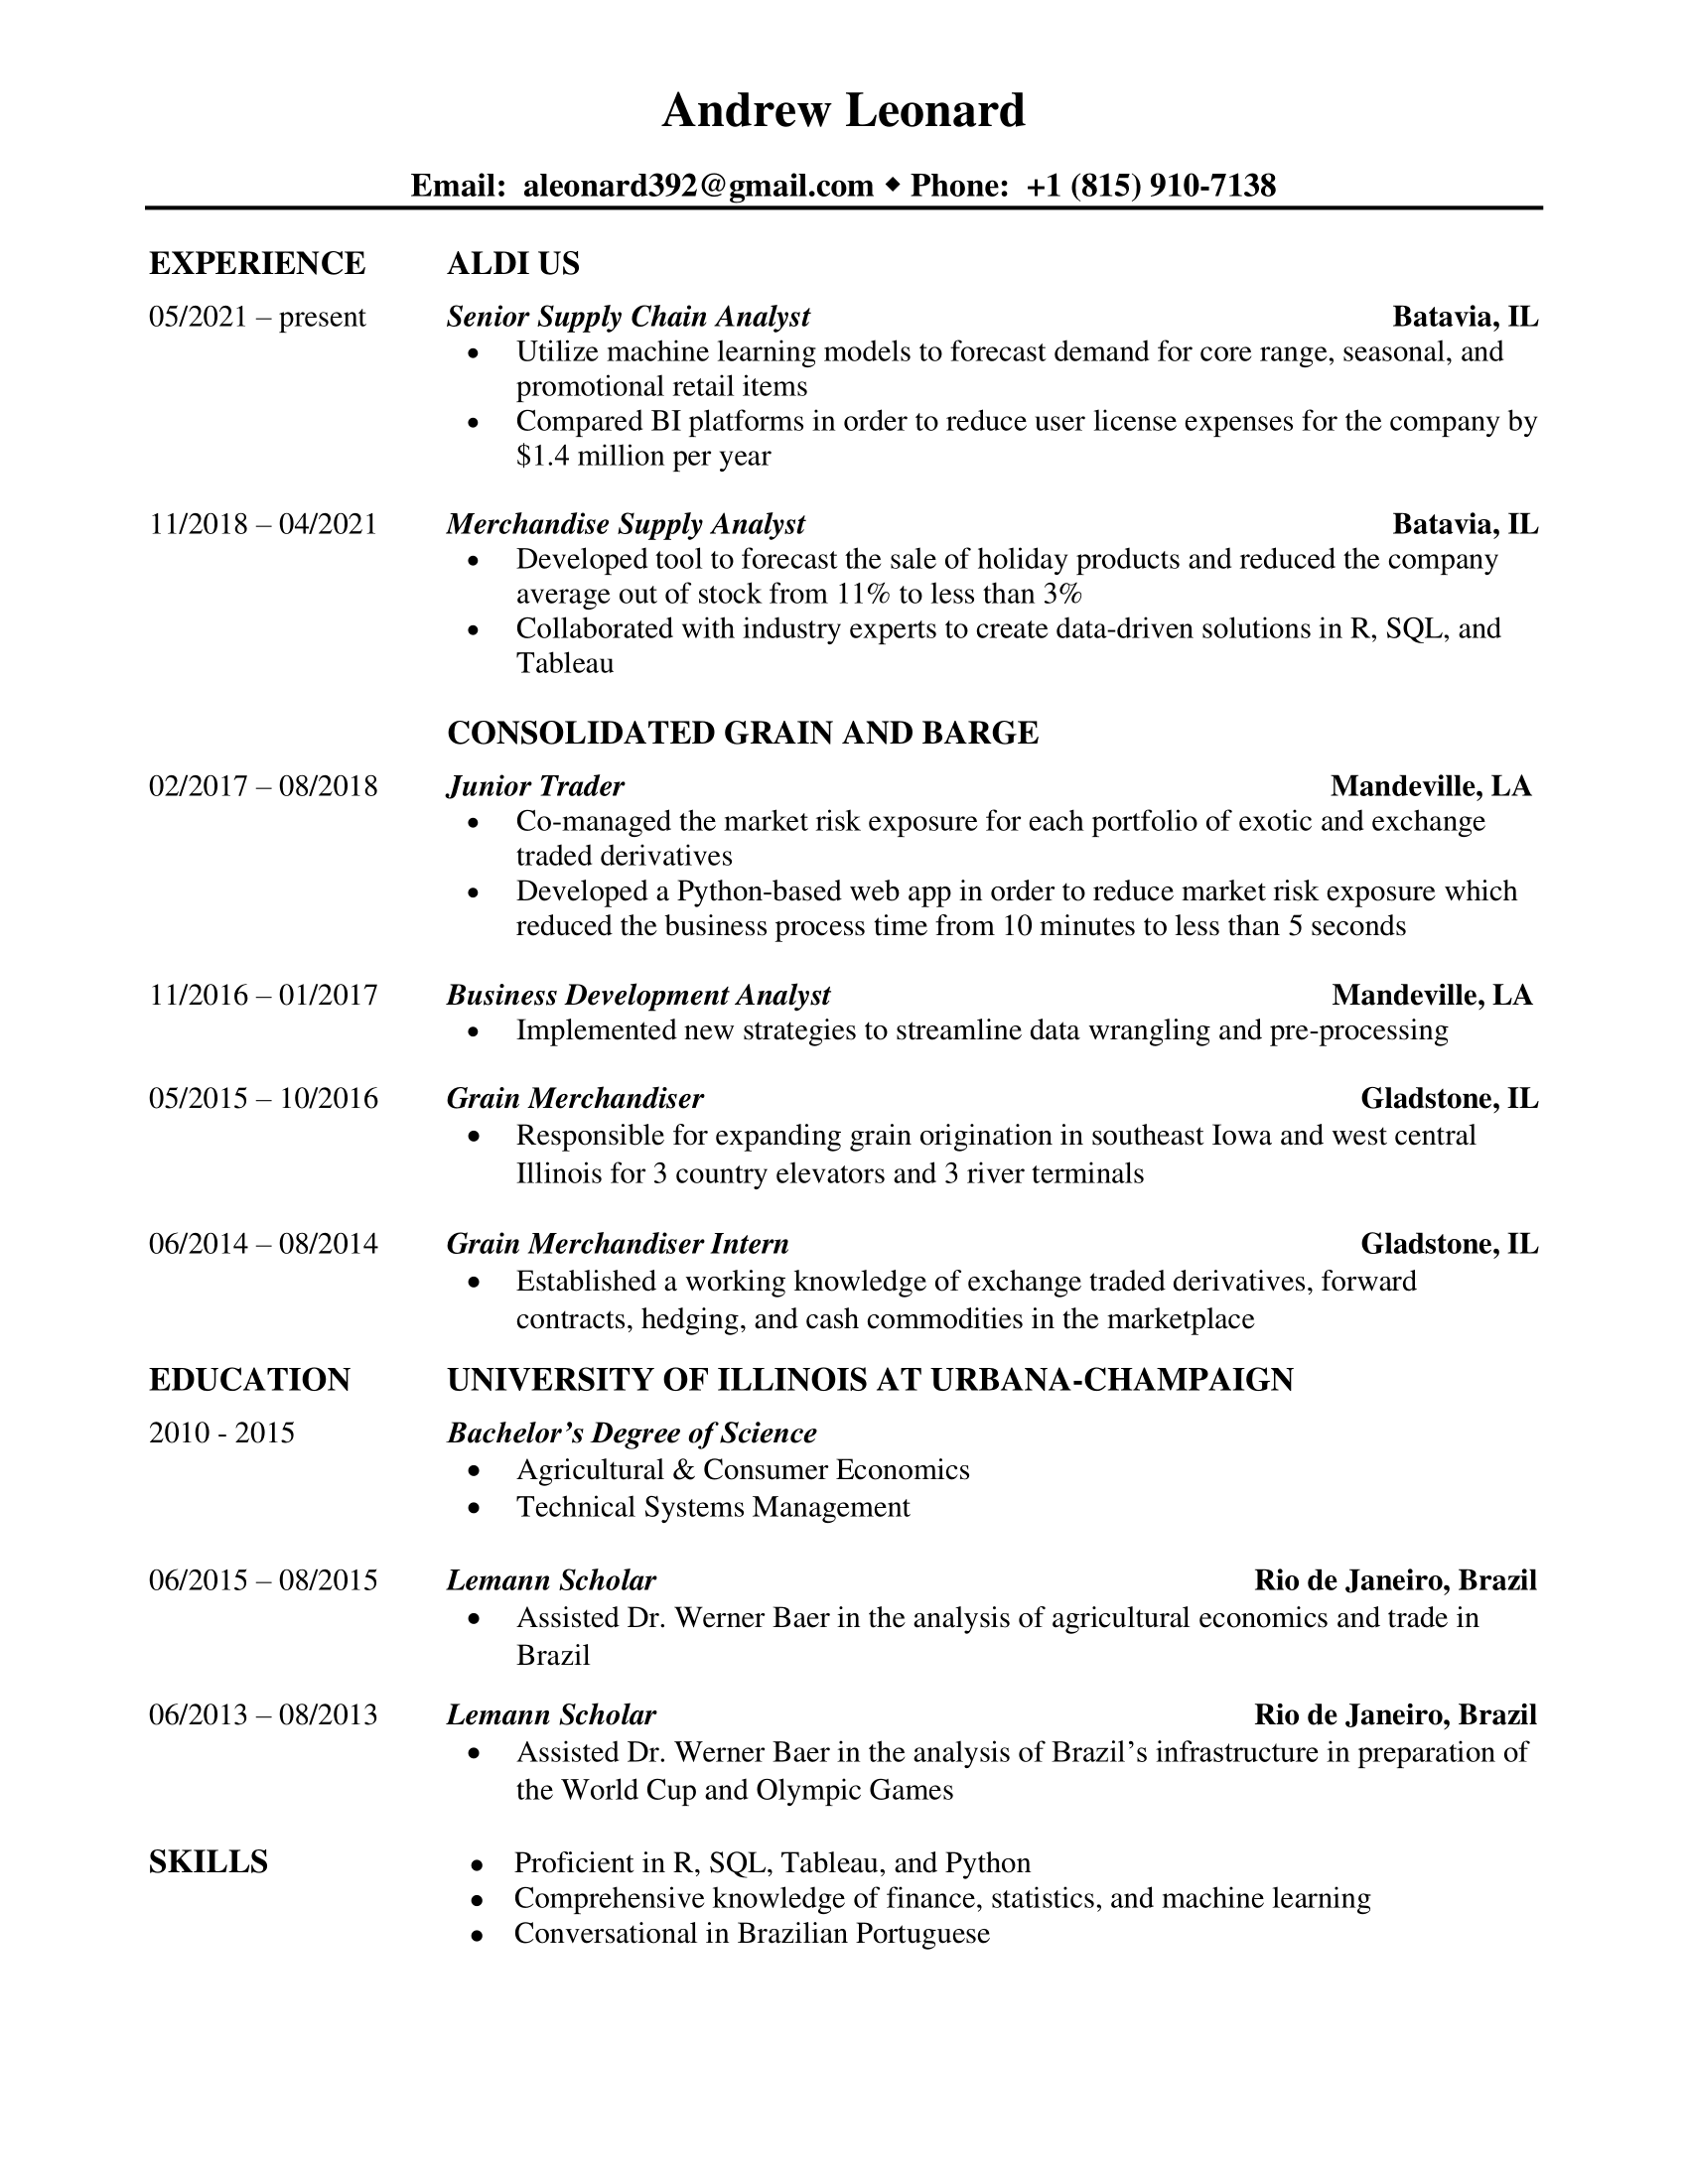 Andrew Leonard
Email: aleonard392@gmail.com ◆ Phone: +1 (815) 910-7138
EXPERIENCE ALDI US
05/2021 – present Senior Supply Chain Analyst Batavia, IL
• Utilize machine learning models to forecast demand for core range, seasonal, and
promotional retail items
• Compared BI platforms in order to reduce user license expenses for the company by
$1.4 million per year
11/2018 – 04/2021 Merchandise Supply Analyst Batavia, IL
• Developed tool to forecast the sale of holiday products and reduced the company
average out of stock from 11% to less than 3%
• Collaborated with industry experts to create data-driven solutions in R, SQL, and
Tableau
CONSOLIDATED GRAIN AND BARGE
02/2017 – 08/2018 Junior Trader Mandeville, LA
• Co-managed the market risk exposure for each portfolio of exotic and exchange
traded derivatives
• Developed a Python-based web app in order to reduce market risk exposure which
reduced the business process time from 10 minutes to less than 5 seconds
11/2016 – 01/2017 Business Development Analyst Mandeville, LA
• Implemented new strategies to streamline data wrangling and pre-processing
05/2015 – 10/2016 Grain Merchandiser Gladstone, IL
• Responsible for expanding grain origination in southeast Iowa and west central
Illinois for 3 country elevators and 3 river terminals
06/2014 – 08/2014 Grain Merchandiser Intern Gladstone, IL
• Established a working knowledge of exchange traded derivatives, forward
contracts, hedging, and cash commodities in the marketplace
EDUCATION UNIVERSITY OF ILLINOIS AT URBANA-CHAMPAIGN
2010 - 2015 Bachelor’s Degree of Science
• Agricultural & Consumer Economics
• Technical Systems Management
06/2015 – 08/2015 Lemann Scholar Rio de Janeiro, Brazil
• Assisted Dr. Werner Baer in the analysis of agricultural economics and trade in
Brazil
06/2013 – 08/2013 Lemann Scholar Rio de Janeiro, Brazil
• Assisted Dr. Werner Baer in the analysis of Brazil’s infrastructure in preparation of
the World Cup and Olympic Games
SKILLS • Proficient in R, SQL, Tableau, and Python
• Comprehensive knowledge of finance, statistics, and machine learning
• Conversational in Brazilian Portuguese